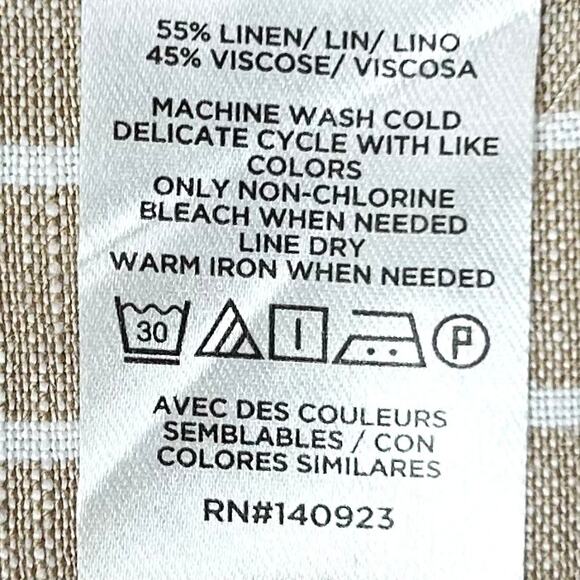 55% LINEN/ LIN/ LINO
45% VISCOSE/ VISCOSA
MACHINE WASH COLD
DELICATE CYCLE WITH LIKE
COLORS
ONLY NON-CHLORINE
BLEACH WHEN NEEDED
LINE DRY
WARM IRON WHEN NEEDED
30 P
AVEC DES COULEURS
SEMBLABLES / CON
COLORES SIMILARES
RN#140923